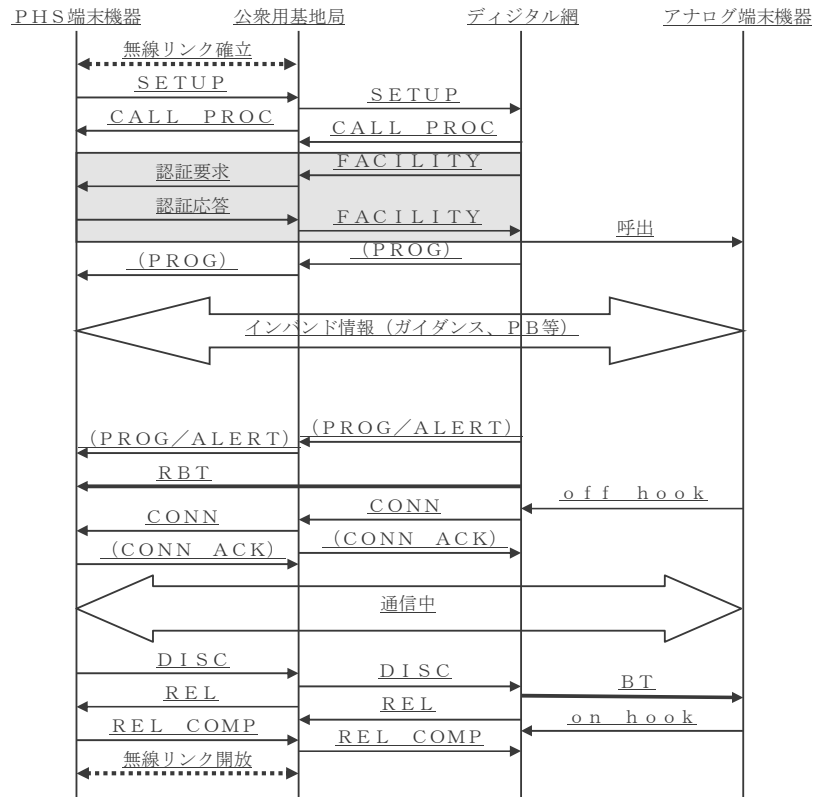 PHS端末機器 公衆用基地局 ディジタル網 アナログ端末機器
無線リンク確立
SETUP
SETUP
CALL PROC
CALL PROC
FACILITY
認証要求
認証応答
FACILITY
呼出
(PROG)
(PROG)
インバンド情報(ガイダンス、PB等)
(PROG/ALERT)
(PROG/ALERT)
RBT
off hook
CONN
CONN
(CONN ACK)
(CONN ACK)
通信中
DISC
DISC
BT
REL
REL
on hook
REL COMP
REL COMP
無線リンク開放